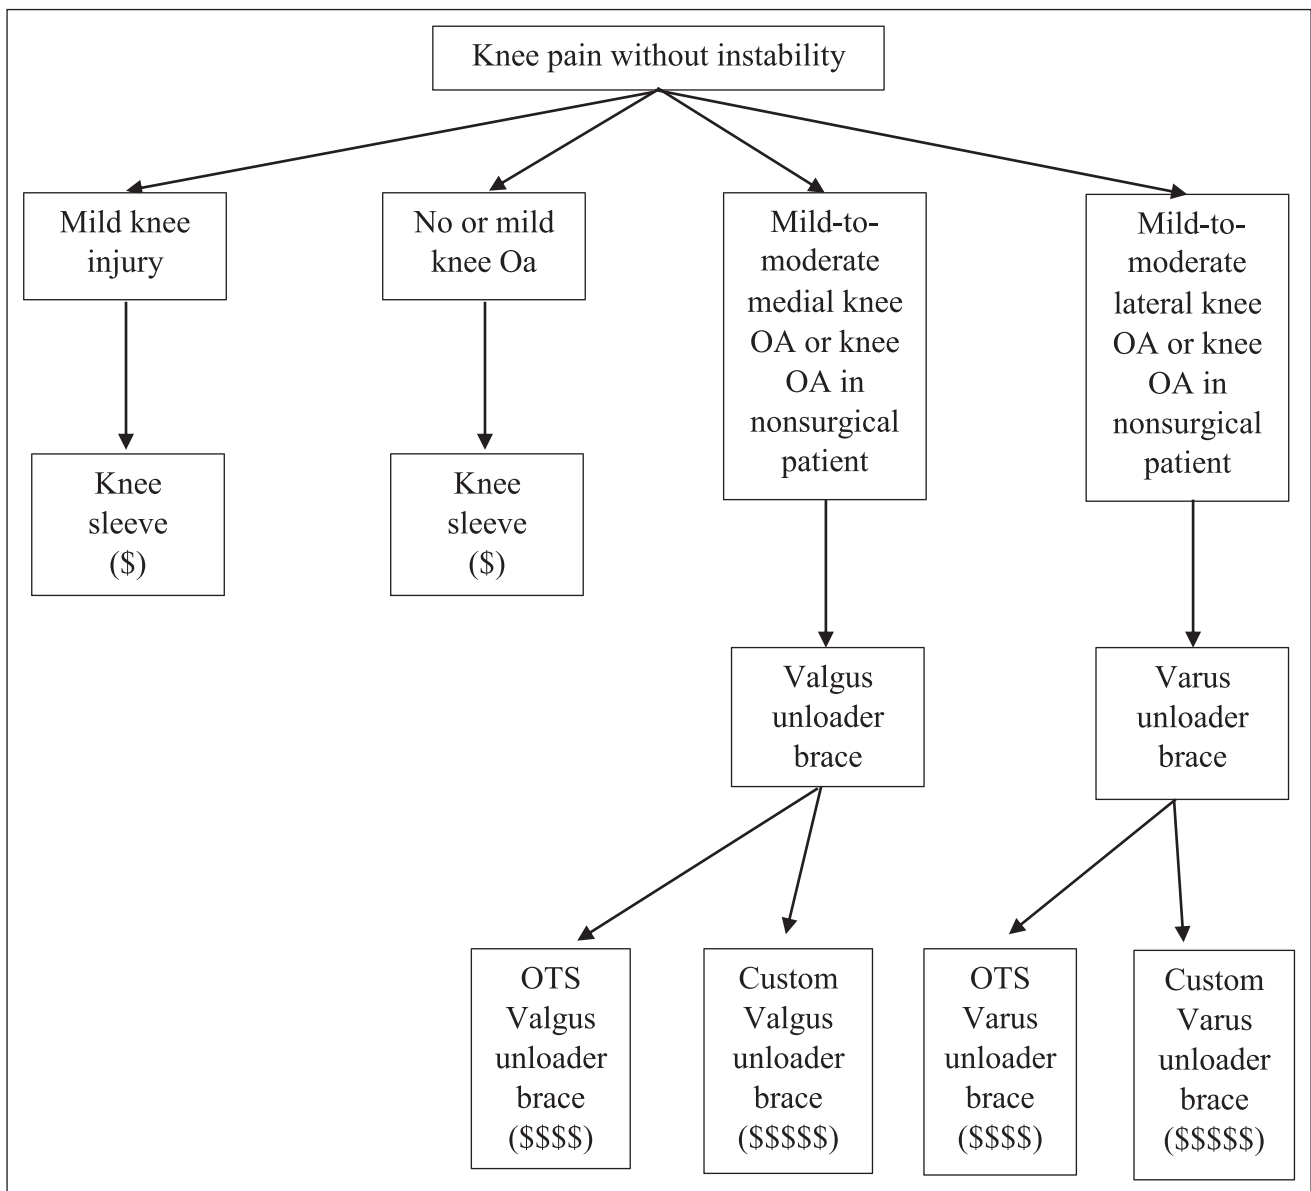 Knee pain without instability
Mild knee
injury
No or mild
knee Oa
Mild-to-
moderate
medial knee
OA or knee
OA in
nonsurgical
patient
Mild-to-
moderate
lateral knee
OA or knee
OA in
nonsurgical
patient
Knee
sleeve
($)
Knee
sleeve
($)
Valgus
unloader
brace
Varus
unloader
brace
OTS
Valgus
unloader
brace
($$$$)
Custom
Valgus
unloader
brace
($$$$$)
OTS
Varus
unloader
brace
($$$$)
Custom
Varus
unloader
brace
($$$$$)